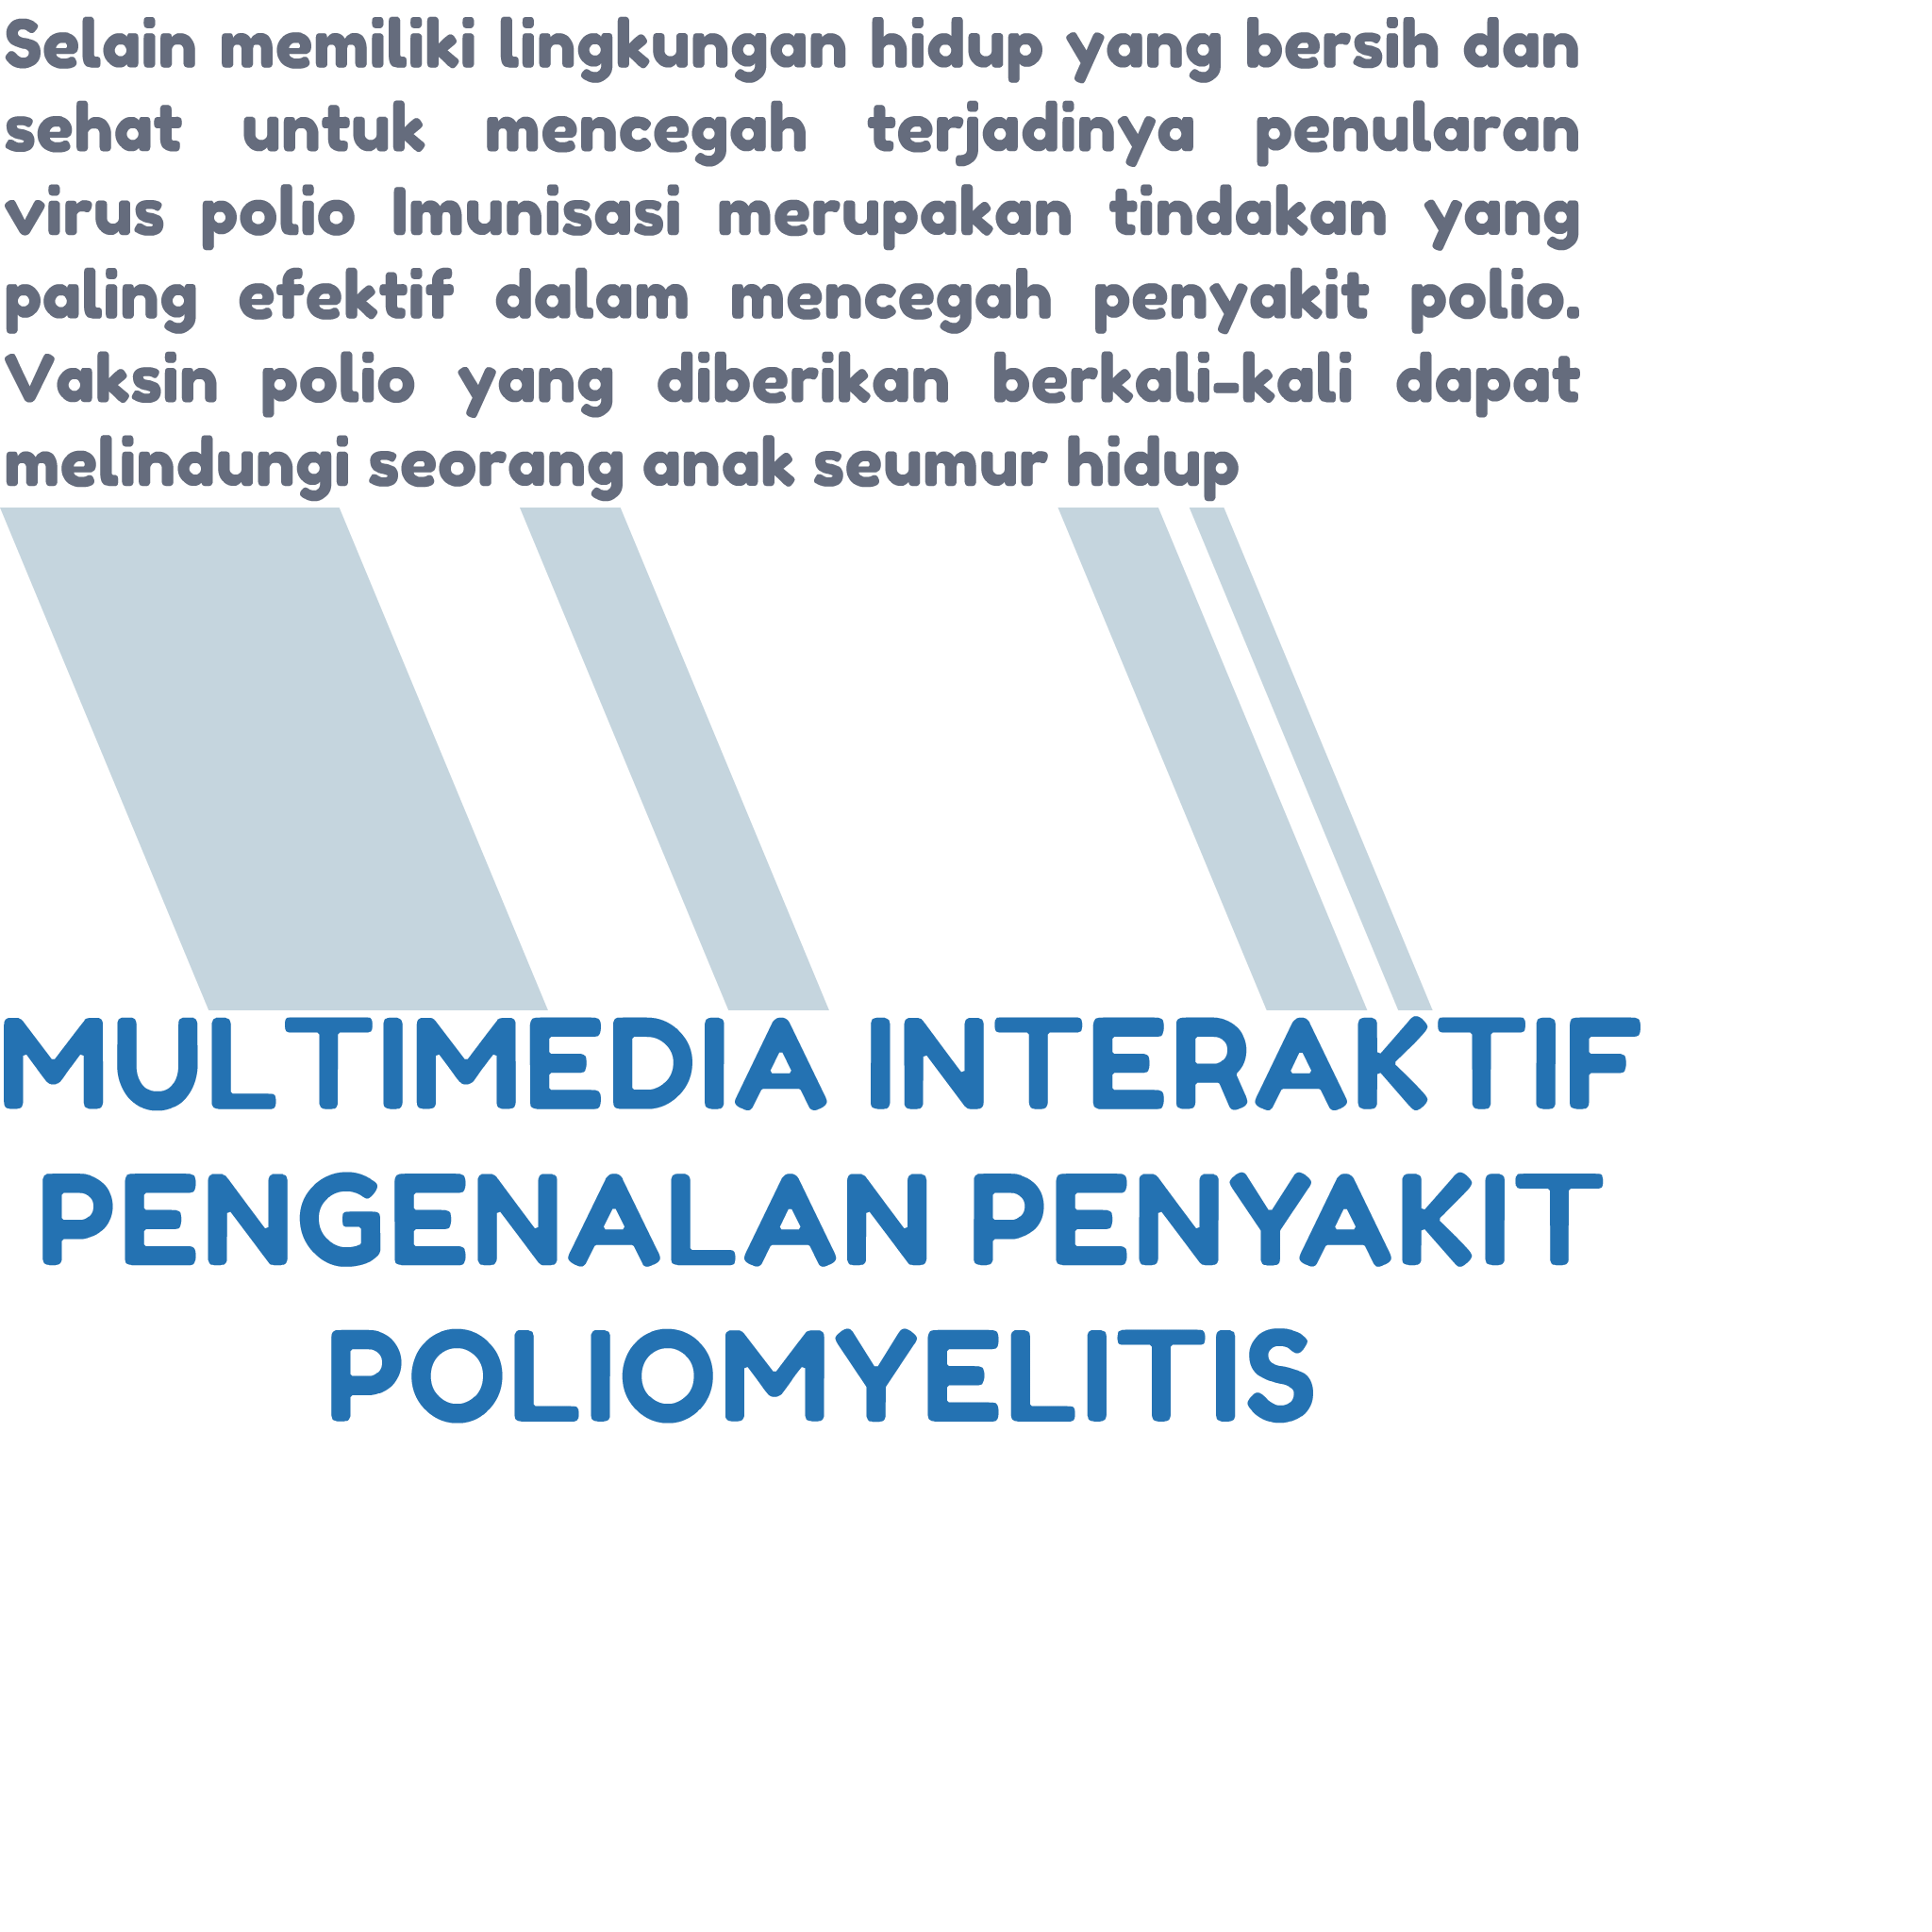 Selain memiliki lingkungan hidup yang bersih dan
sehat untuk mencegah terjadinya penularan
virus polio Imunisasi merupakan tindakan yang
paling efektif dalam mencegah penyakit polio.
Vaksin polio yang diberikan berkali-kali dapat
melindungi seorang anak seumur hidup
MULTIMEDIA INTERAKTIF
PENGENALAN PENYAKIT
POLIOMYELITIS